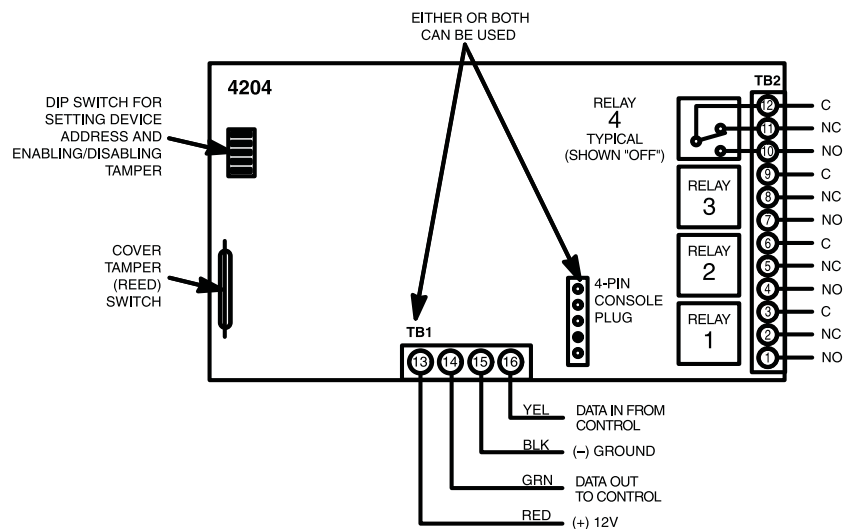 EITHER OR BOTH
CAN BE USED
4204
TB2
DIP SWITCH FOR
SETTING DEVICE
ADDRESS AND
ENABLING/DISABLING
TAMPER
RELAY
4
TYPICAL
(SHOWN "OFF")
12 C
11 NC
10 NO
9 C
8 NC
7 NO
6 C
5 NC
4 NO
3 C
2 NC
1 NO
RELAY
3
RELAY
2
RELAY
1
COVER
TAMPER
(REED)
SWITCH
4-PIN
CONSOLE
PLUG
TB1
13 14 15 16
YEL DATA IN FROM
CONTROL
BLK (–) GROUND
GRN DATA OUT
TO CONTROL
RED (+) 12V